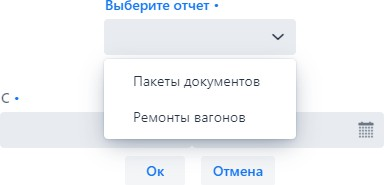 Выберите отчет •
Пакеты документов
С •
Ремонты вагонов
Ок Отмена